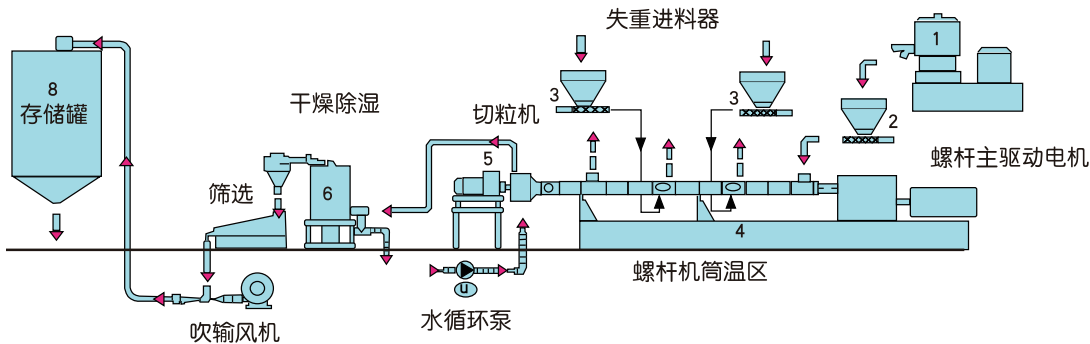 失重进料器
1
8
存储罐
干燥除湿
3
3
2
切粒机
螺杆主驱动电机
5
筛选
6
4
螺杆机筒温区
u
水循环泵
吹输风机